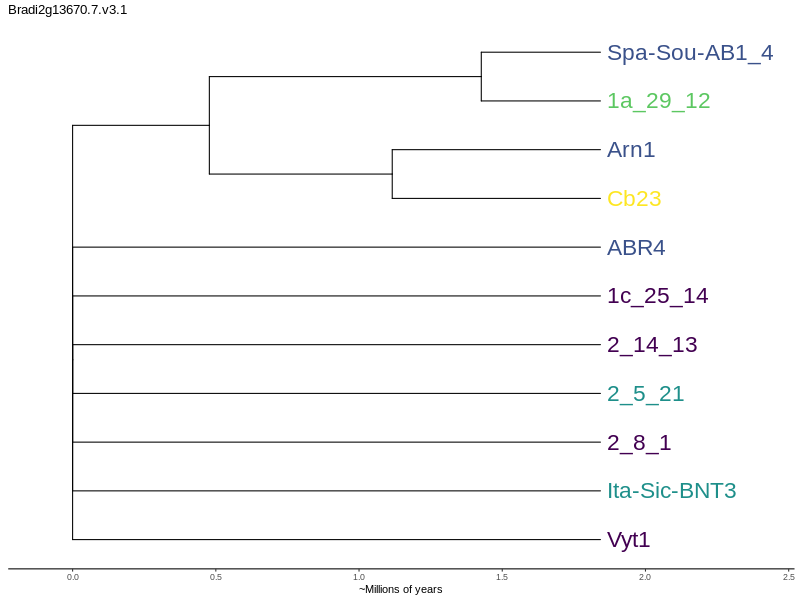 Bradi2g13670.7.v3.1
Spa-Sou-AB1_4
1a_29_12
Arn1
Cb23
ABR4
1c_25_14
2_14_13
2_5_21
2_8_1
Ita-Sic-BNT3
Vyt1
0.0 0.5 1.0 1.5 2.0 2.5
~Millions of years